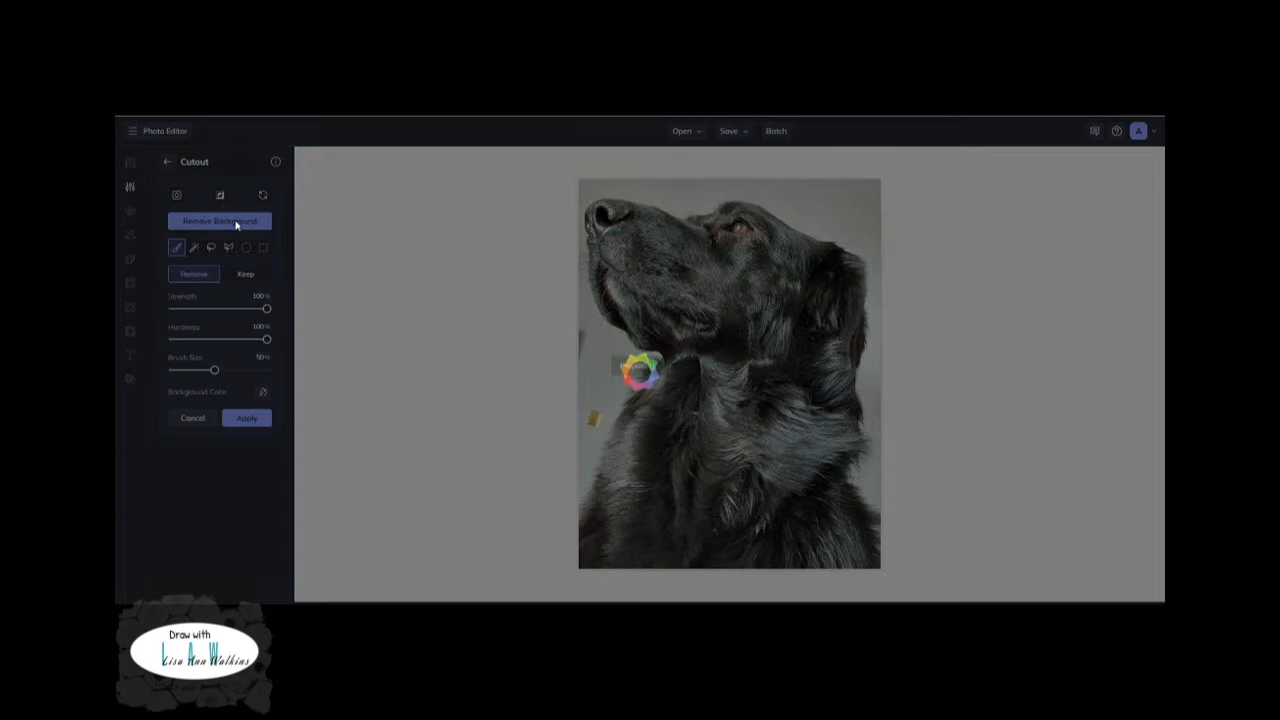 Photo Editor
Open
Save
Batch
A
Cutout
Remove Background
Remove
Keep
Strength
100%
Hardness
100%
Brush Size
50%
Background Color
Cancel
Apply
Draw with
LAW
Lisa Ann Watkins